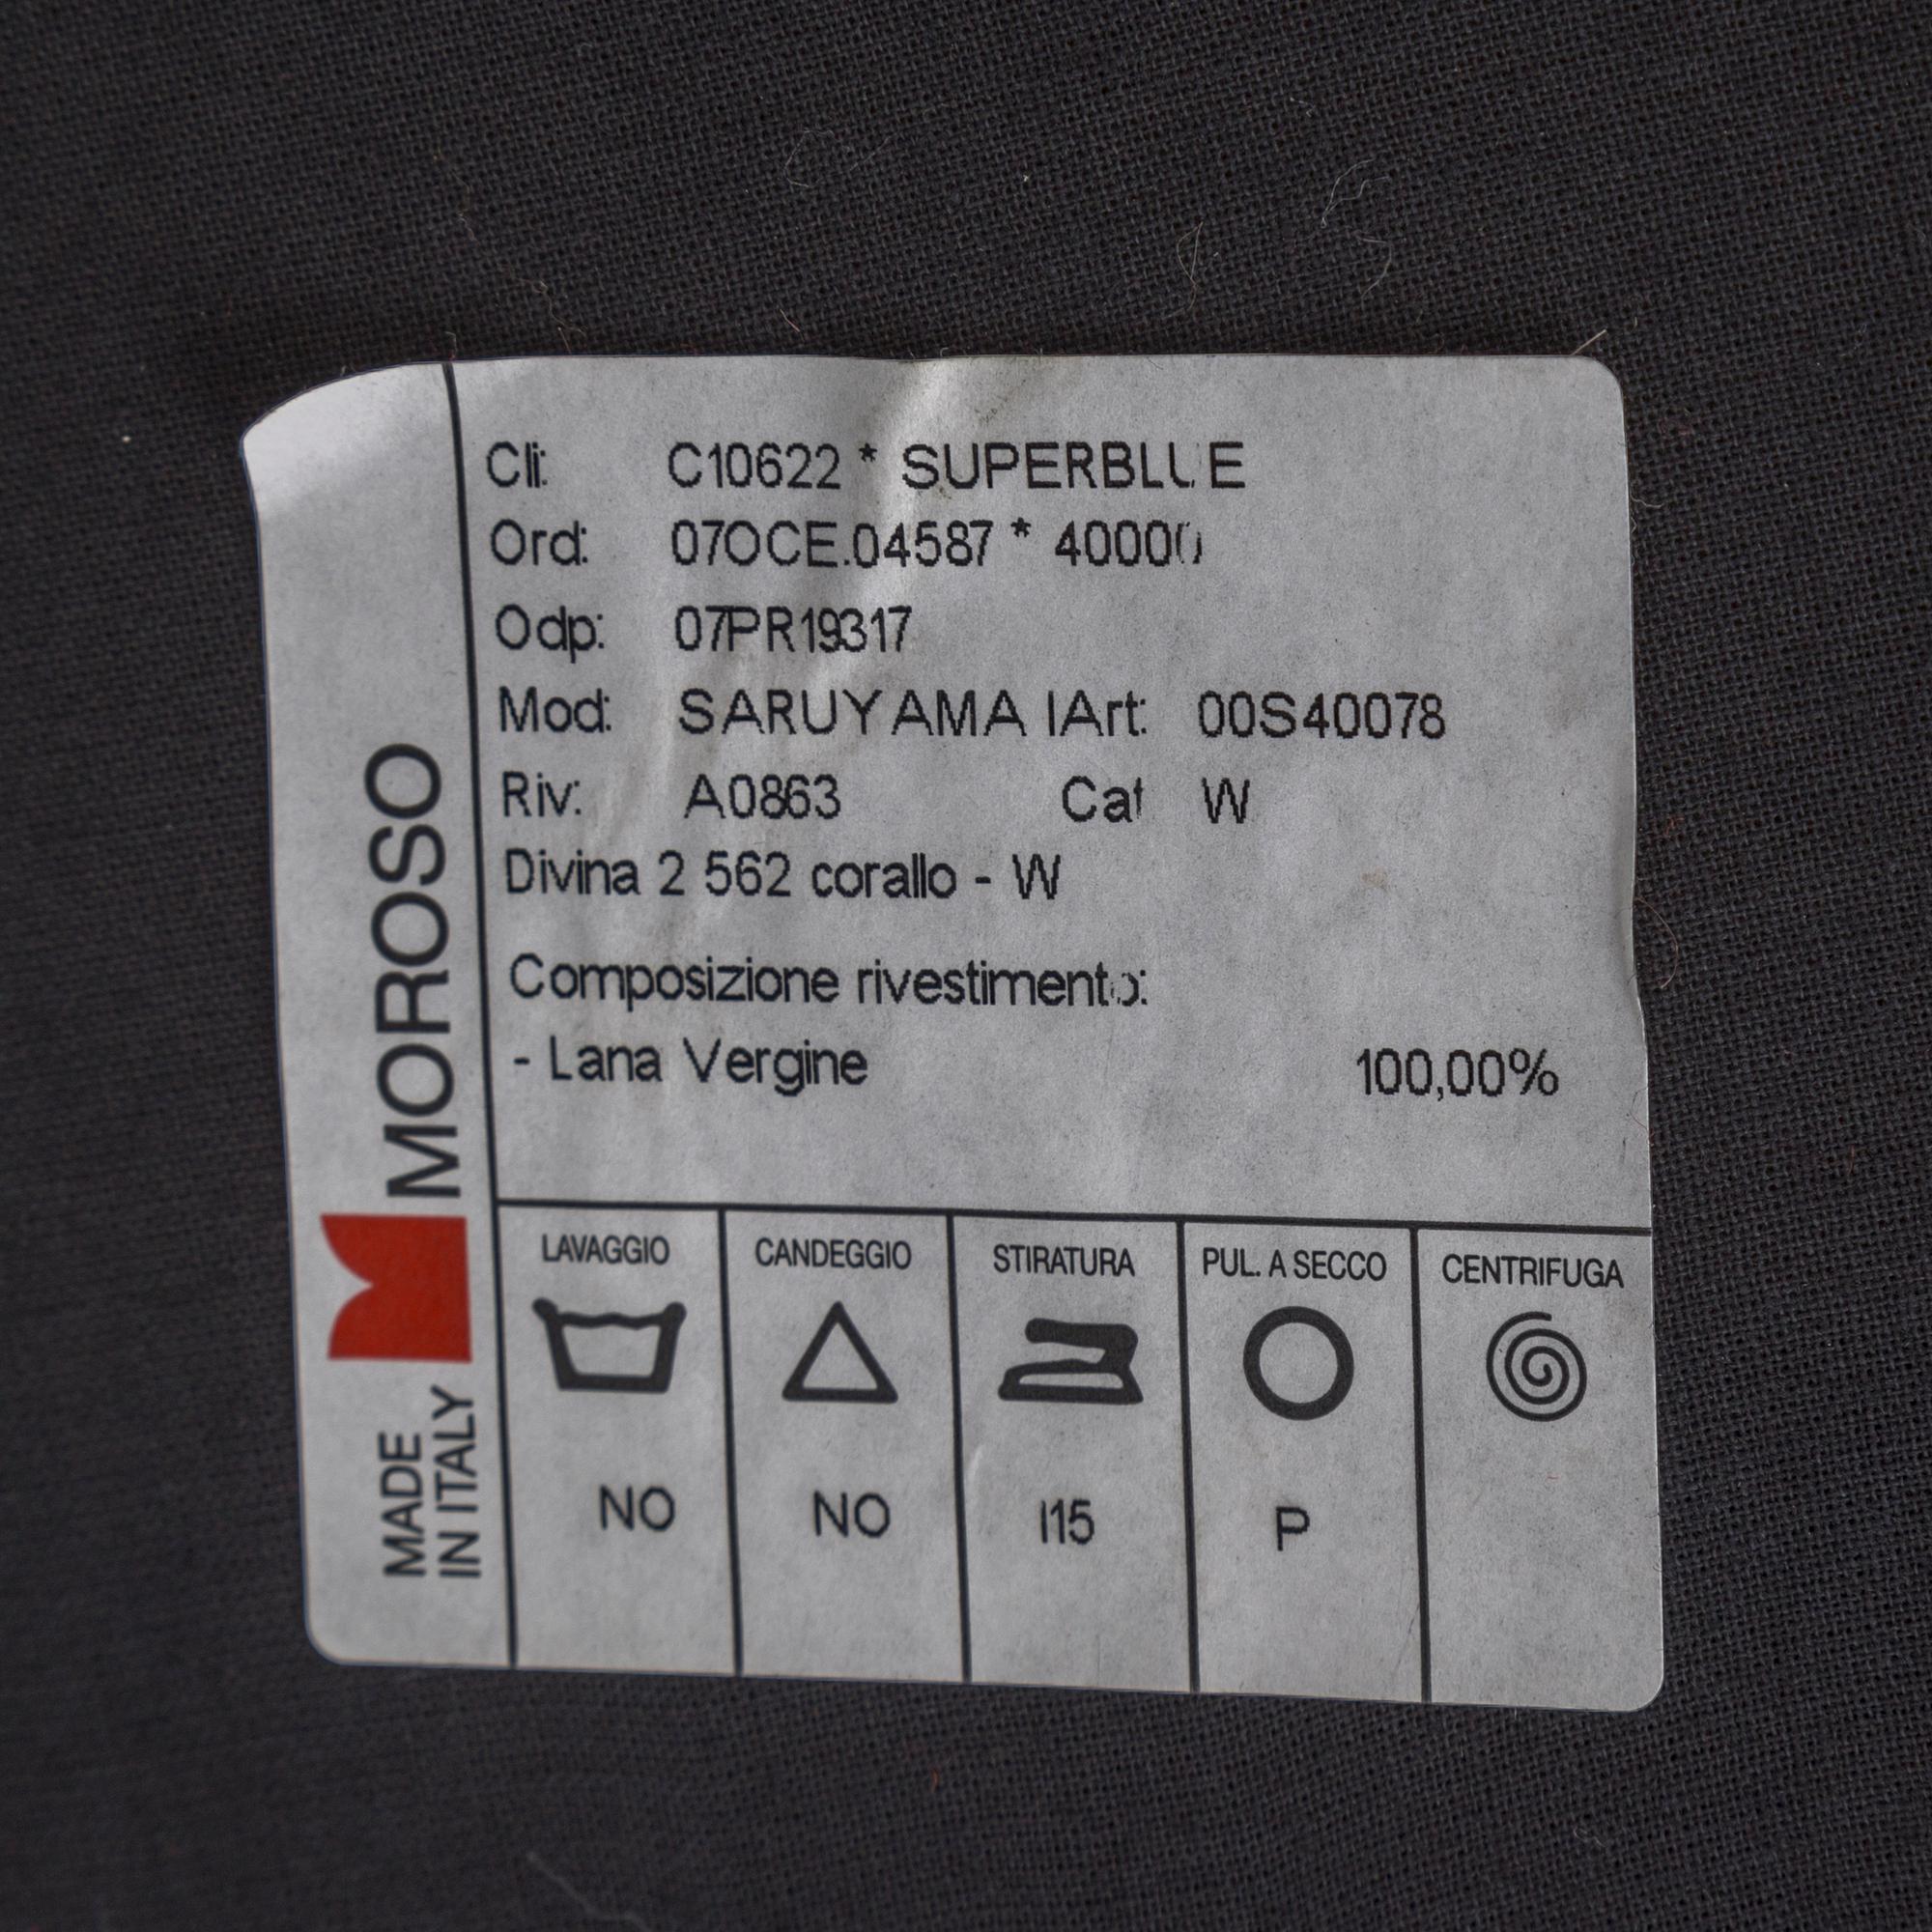 Cli: C10622 * SUPERBLUE
Ord: 07OCE.04587 * 40000
Odp: 07PR19317
Mod: SARUYAMA I Art: 00S40078
Riv: A0863 Cat W
Divina 2 562 corallo - W
Composizione rivestimento:
- Lana Vergine 100,00%
MOROSO
MADE
IN ITALY
LAVAGGIO CANDEGGIO STIRATURA PUL. A SECCO CENTRIFUGA
NO NO I15 P